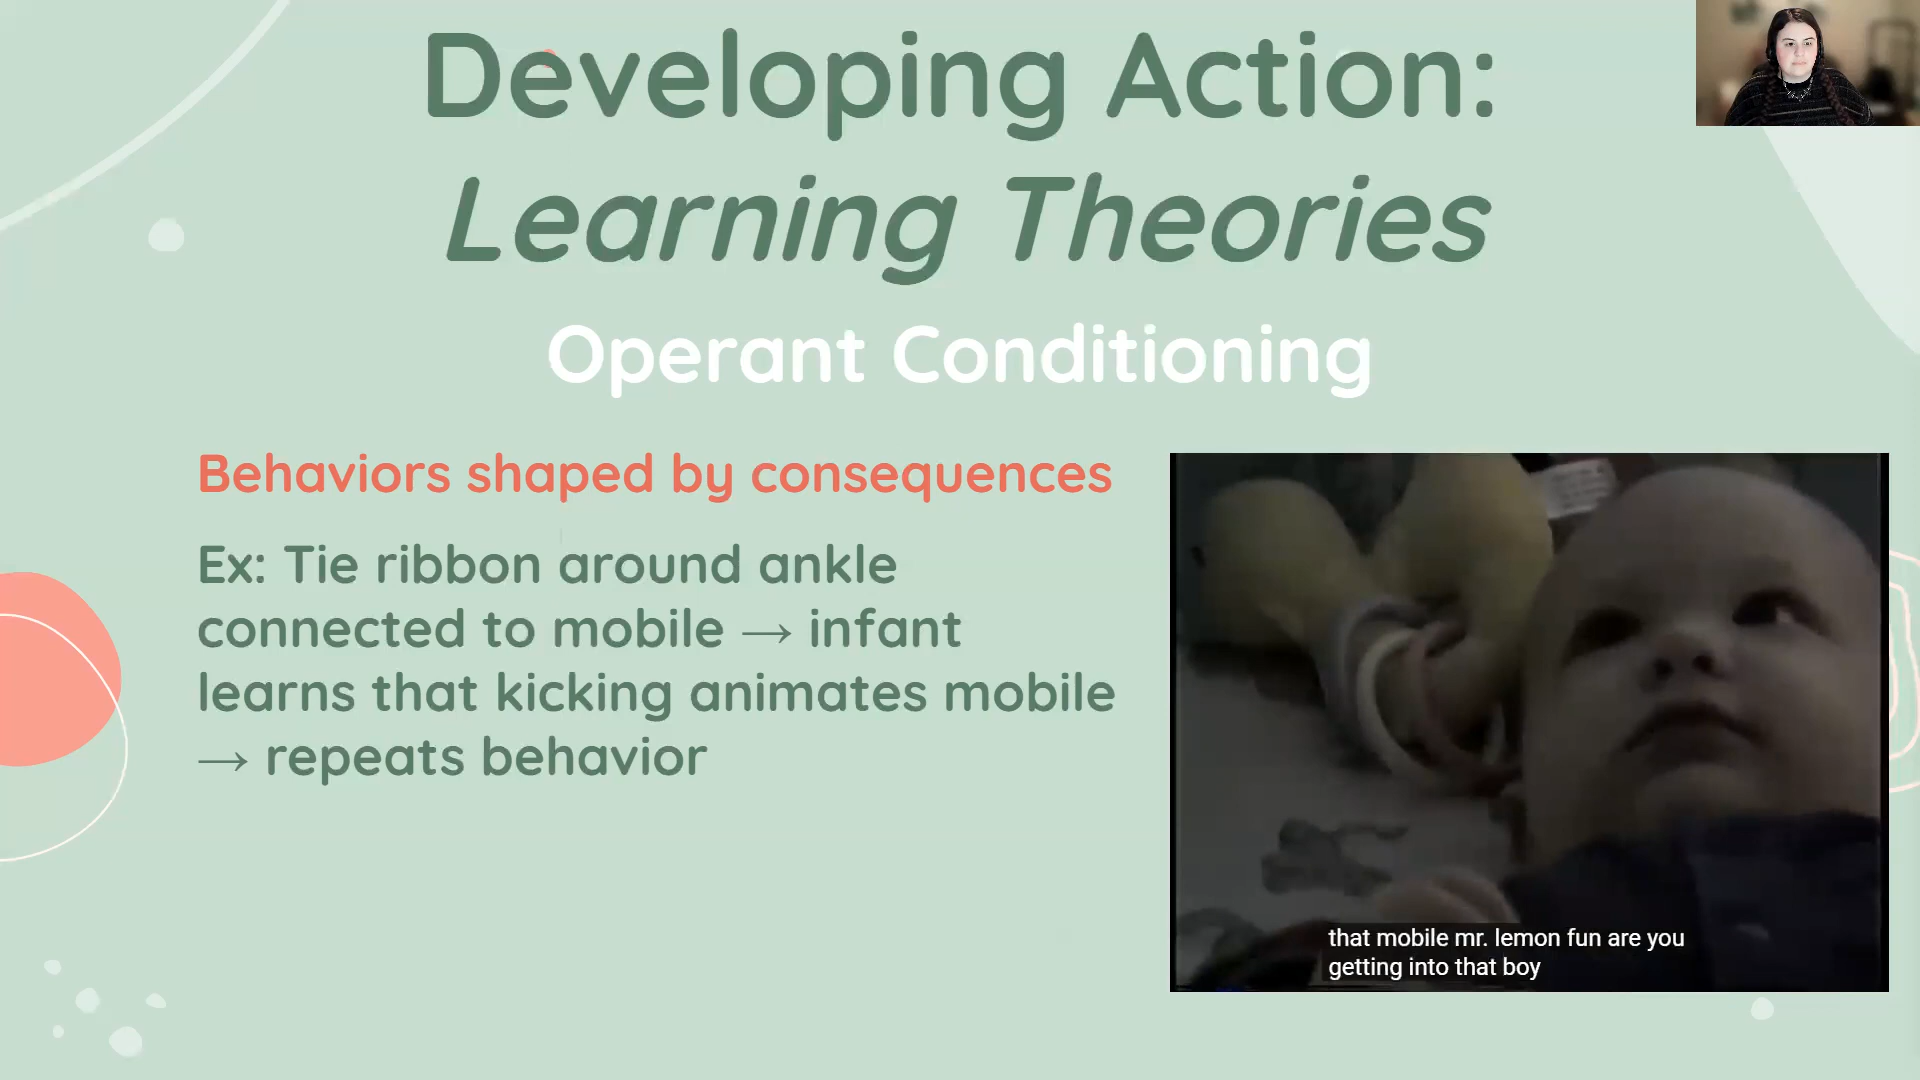 Developing Action:
Learning Theories
Operant Conditioning
Behaviors shaped by consequences
Ex: Tie ribbon around ankle
connected to mobile → infant
learns that kicking animates mobile
→ repeats behavior
that mobile mr. lemon fun are you
getting into that boy